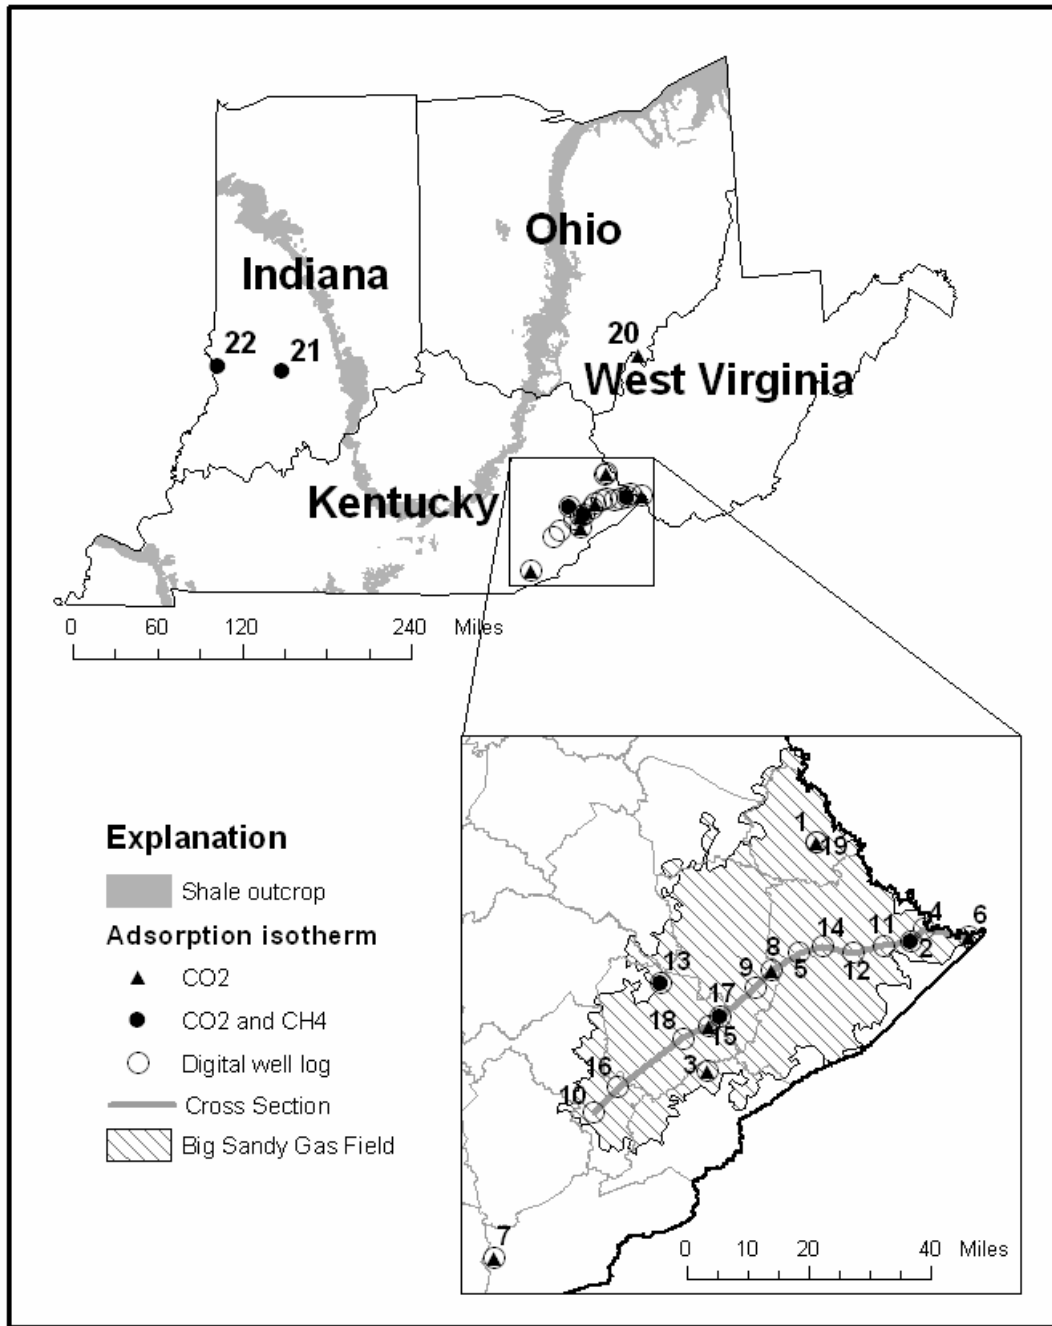 Ohio
Indiana
20
22
21
West Virginia
Kentucky
0 60 120 240 Miles
1
19
4
6
14
11
8
2
13
9
5
12
17
18
15
3
16
10
7
0 10 20 40 Miles
Explanation
Shale outcrop
Adsorption isotherm
CO2
CO2 and CH4
Digital well log
Cross Section
Big Sandy Gas Field